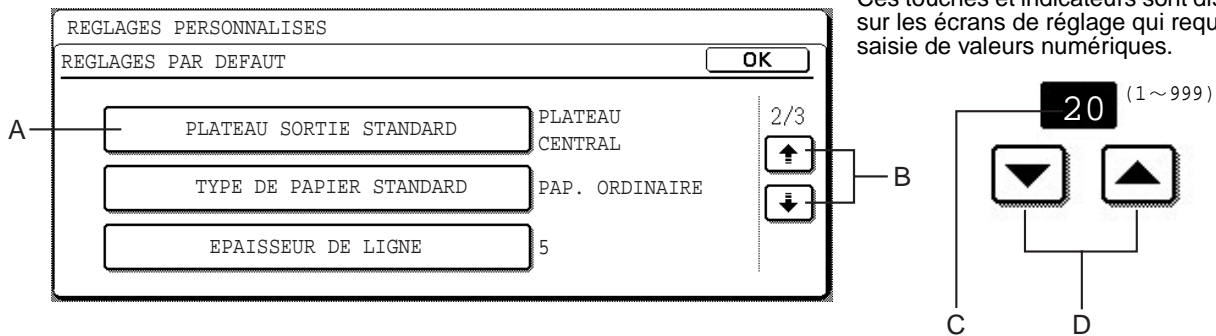 REGLAGES PERSONNALISES
REGLAGES PAR DEFAUT
OK
A
PLATEAU SORTIE STANDARD
PLATEAU
CENTRAL
2/3
TYPE DE PAPIER STANDARD
PAP. ORDINAIRE
B
EPAISSEUR DE LIGNE
5
sur les écrans de réglage qui
saisie de valeurs numériques.
20
(1~999)
C
D